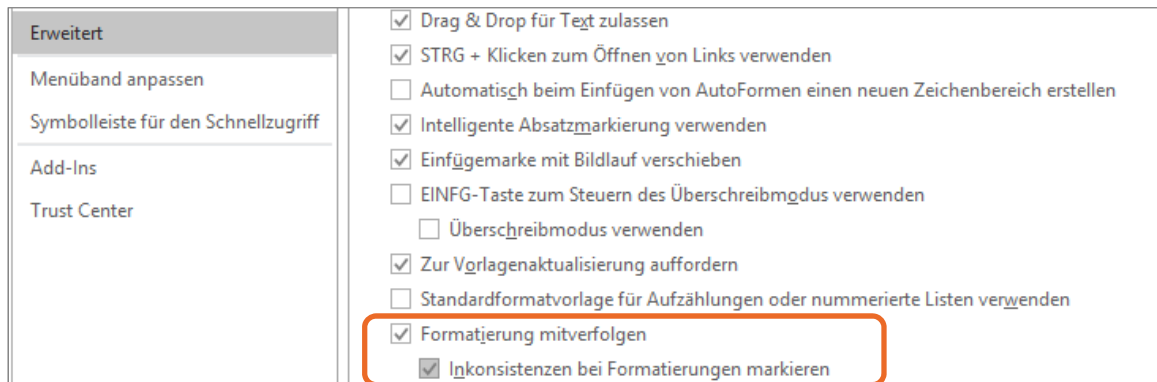 Erweitert
Menüband anpassen
Symbolleiste für den Schnellzugriff
Add-Ins
Trust Center
Drag & Drop für Text zulassen
STRG + Klicken zum Öffnen von Links verwenden
Automatisch beim Einfügen von AutoFormen einen neuen Zeichenbereich erstellen
Intelligente Absatzmarkierung verwenden
Einfügemarke mit Bildlauf verschieben
EINFG-Taste zum Steuern des Überschreibmodus verwenden
Überschreibmodus verwenden
Zur Vorlagenaktualisierung auffordern
Standardformatvorlage für Aufzählungen oder nummerierte Listen verwenden
Formatierung mitverfolgen
Inkonsistenzen bei Formatierungen markieren